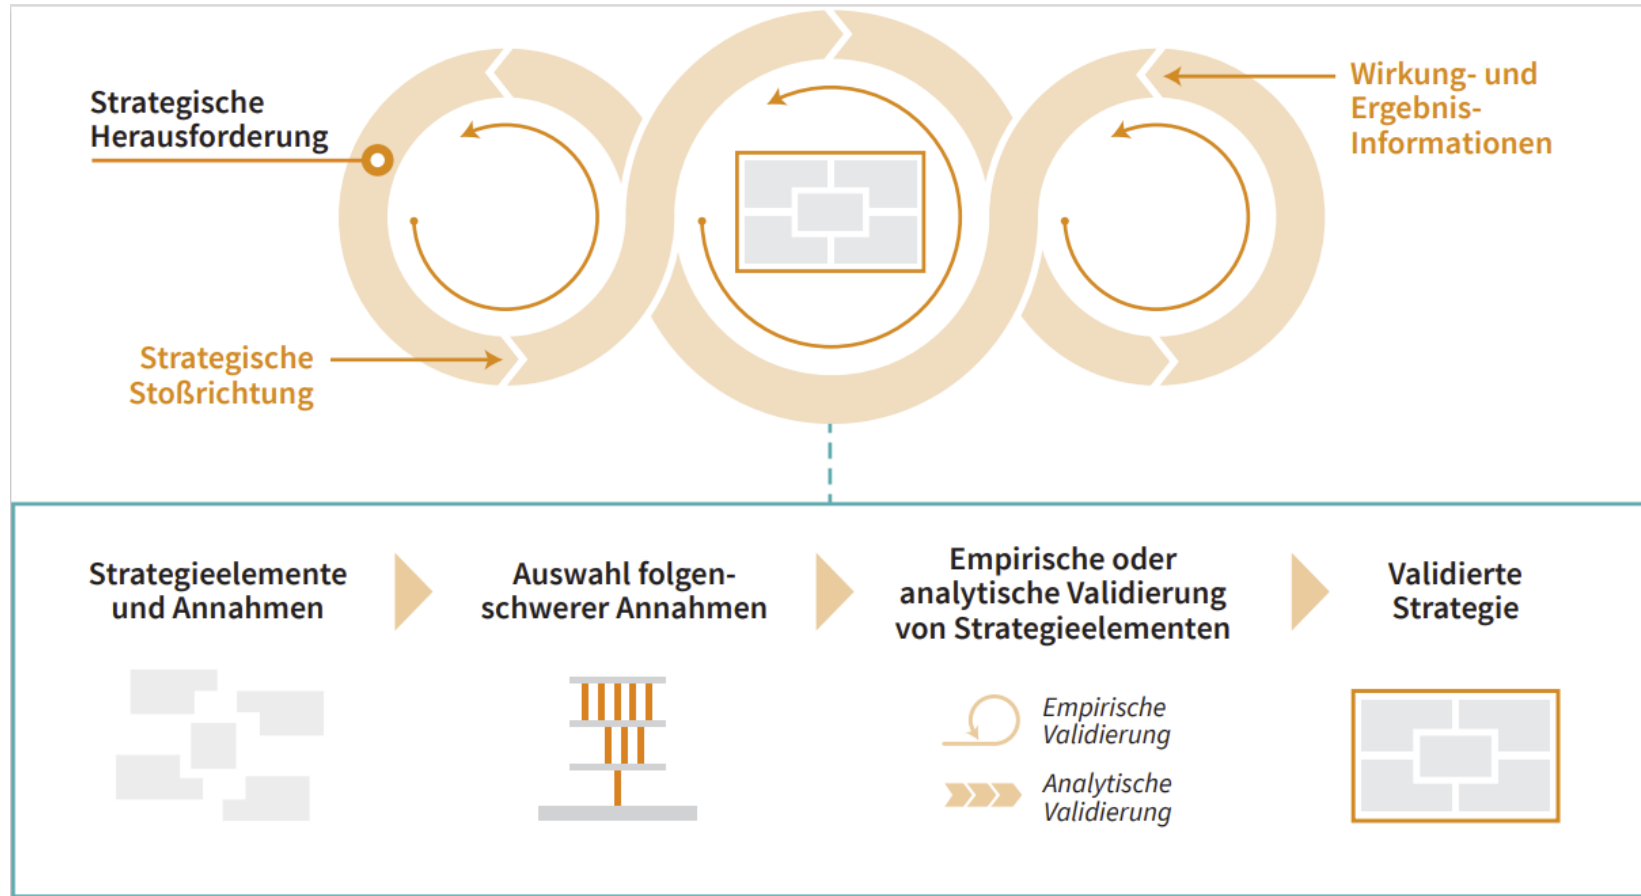 Strategische
Herausforderung
Wirkung- und
Ergebnis-
Informationen
Strategische
Stoßrichtung
Strategieelemente
und Annahmen
Auswahl folgen-
schwerer Annahmen
Empirische oder
analytische Validierung
von Strategieelementen
Empirische
Validierung
Analytische
Validierung
Validierte
Strategie